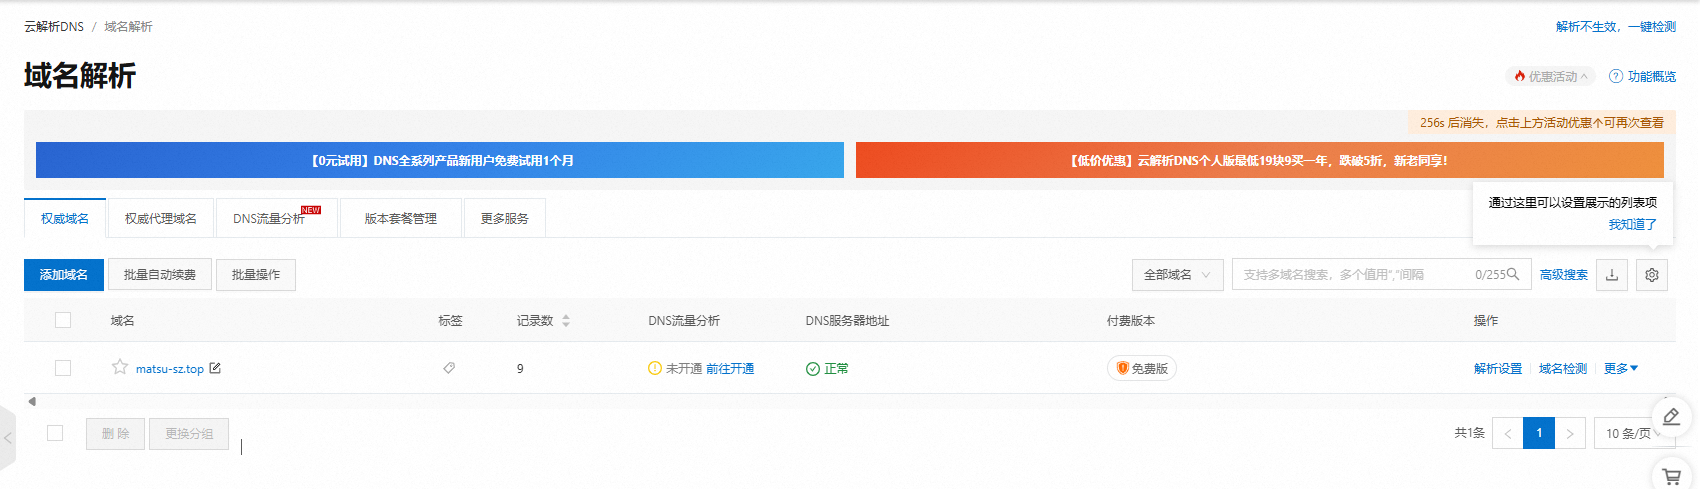 云解析DNS / 域名解析
解析不生效，一键检测
域名解析
优惠活动
功能概览
256s 后消失，点击上方活动优惠个可再次查看
【0元试用】DNS全系列产品新用户免费试用1个月
【低价优惠】云解析DNS个人版最低19块9买一年，跌破5折，新老同享！
通过这里可以设置展示的列表项
我知道了
权威域名 权威代理域名 DNS流量分析 NEW 版本套餐管理 更多服务
添加域名 批量自动续费 批量操作 全部域名 支持多域名搜索，多个值用","间隔 0/255 高级搜索
域名 标签 记录数 DNS流量分析 DNS服务器地址 付费版本 操作
matsu-sz.top 9 未开通 前往开通 正常 免费版 解析设置 域名检测 更多
删 除 更换分组 共1条 1 10 条/页